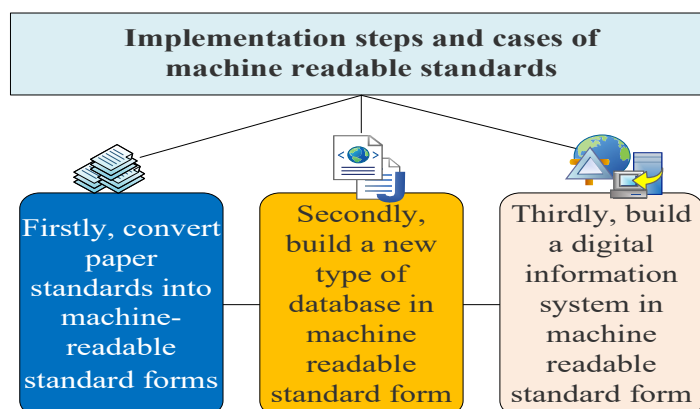 Implementation steps and cases of
machine readable standards
Firstly, convert
paper
standards into
machine-
readable
standard forms
Secondly,
build a new
type of
database in
machine
readable
standard form
Thirdly, build
a digital
information
system in
machine
readable
standard form